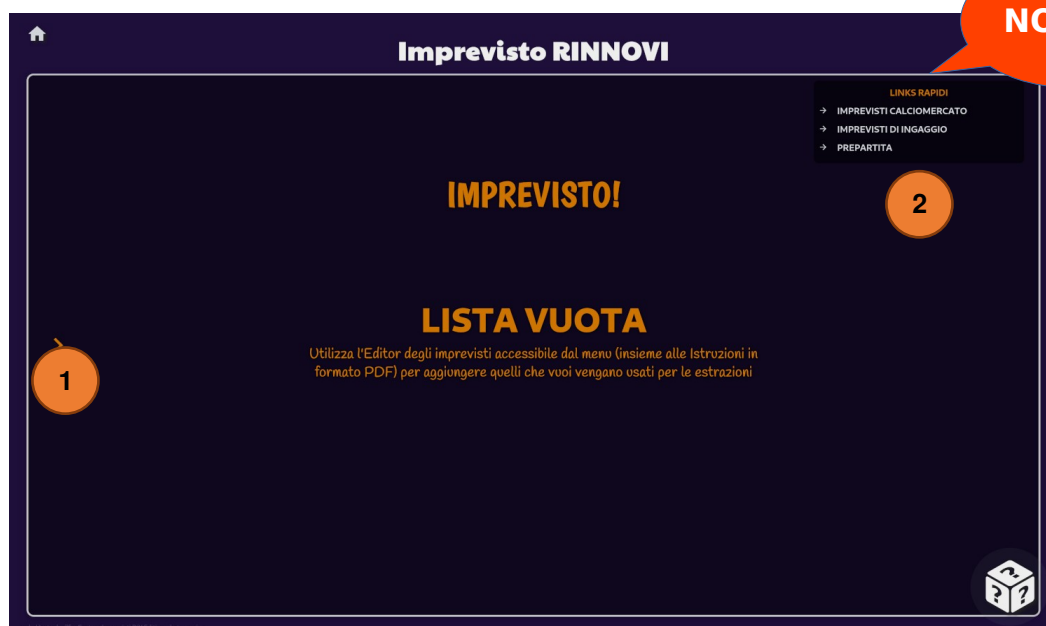 Imprevisto RINNOVI
LINKS RAPIDI
→ IMPREVISTI CALCIOMERCATO
→ IMPREVISTI DI INGAGGIO
→ PREPARTITA
IMPREVISTO!
2
LISTA VUOTA
Utilizza l'Editor degli imprevisti accessibile dal menu (insieme alle Istruzioni in
formato PDF) per aggiungere quelli che vuoi vengano usati per le estrazioni
1
? ? ?